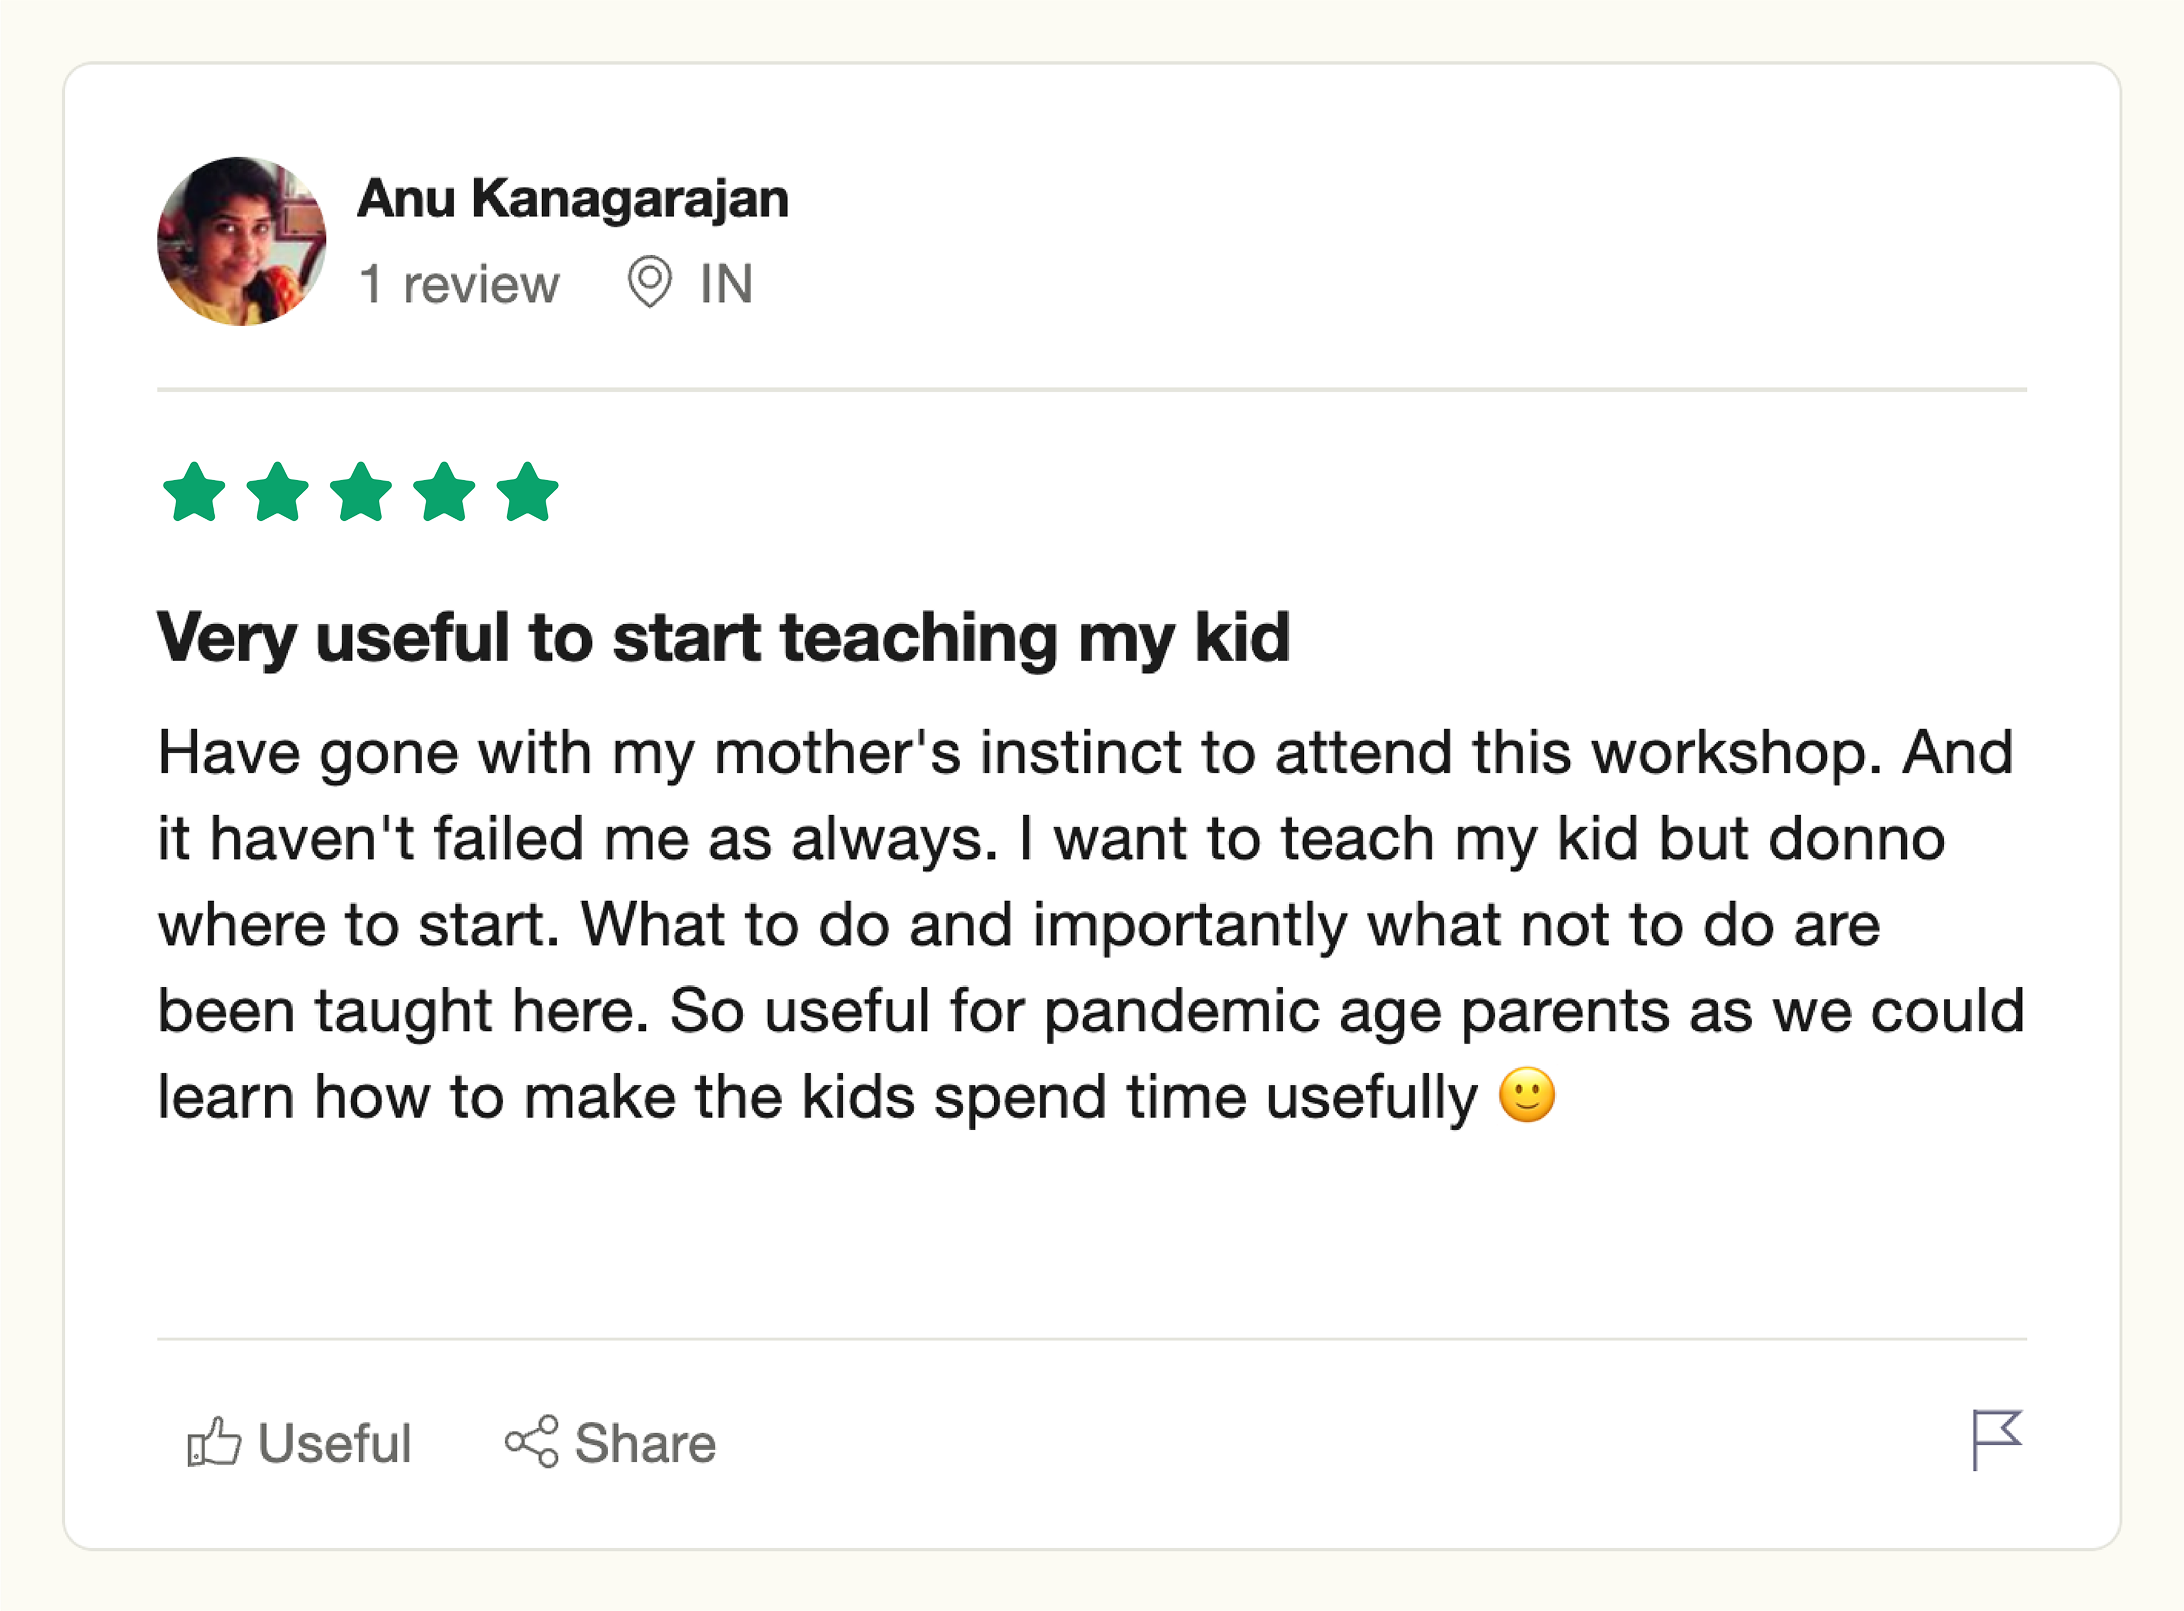 Anu Kanagarajan
1 review IN
Very useful to start teaching my kid
Have gone with my mother's instinct to attend this workshop. And
it haven't failed me as always. I want to teach my kid but donno
where to start. What to do and importantly what not to do are
been taught here. So useful for pandemic age parents as we could
learn how to make the kids spend time usefully 🙂
Useful Share